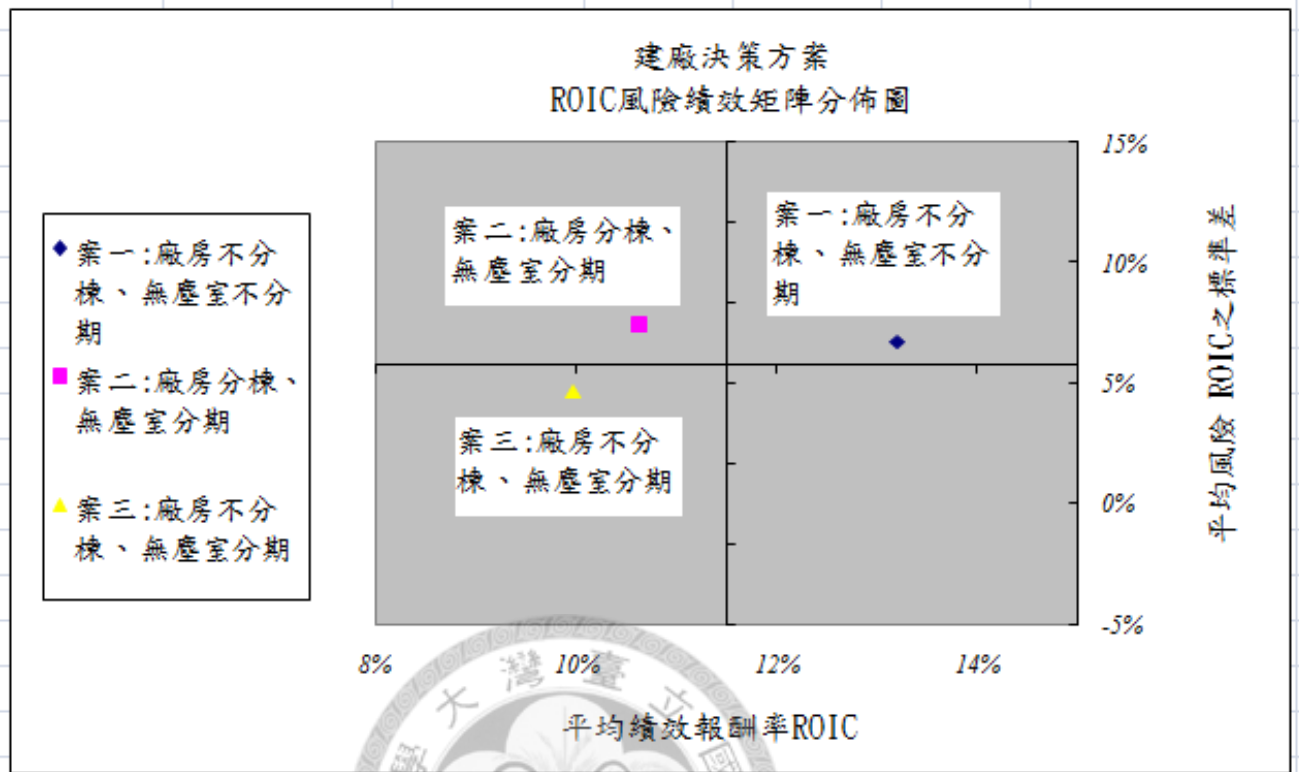 建廠決策方案
ROIC風險績效矩陣分佈圖
案一:廠房不分
棟、無塵室不分
期
案二:廠房分棟、
無塵室分期
案三:廠房不分
棟、無塵室分期
案二:廠房分棟、
無塵室分期
案一:廠房不分
棟、無塵室不分
期
案三:廠房不分
棟、無塵室分期
15%
10%
5%
0%
-5%
平均風險 ROIC之標準差
8%
10%
12%
14%
平均績效報酬率ROIC
學大灣臺立國